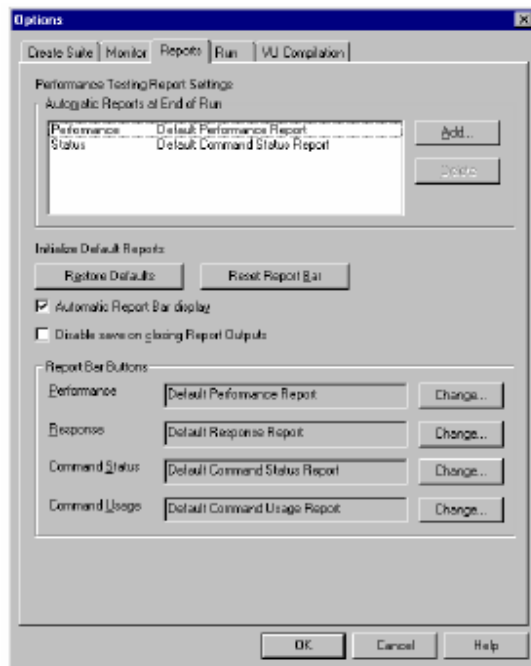 Options
Create Suite Monitor Reports Run VU Compilation
Performance Testing Report Settings
Automatic Reports at End of Run
Performance Default Performance Report
Status Default Command Status Report
Add...
Delete
Initialize Default Reports:
Restore Defaults Reset Report Bar
Automatic Report Bar display
Disable save on closing Report Outputs
Report Bar Buttons
Performance Default Performance Report Change...
Response Default Response Report Change...
Command Status Default Command Status Report Change...
Command Usage Default Command Usage Report Change...
OK Cancel Help